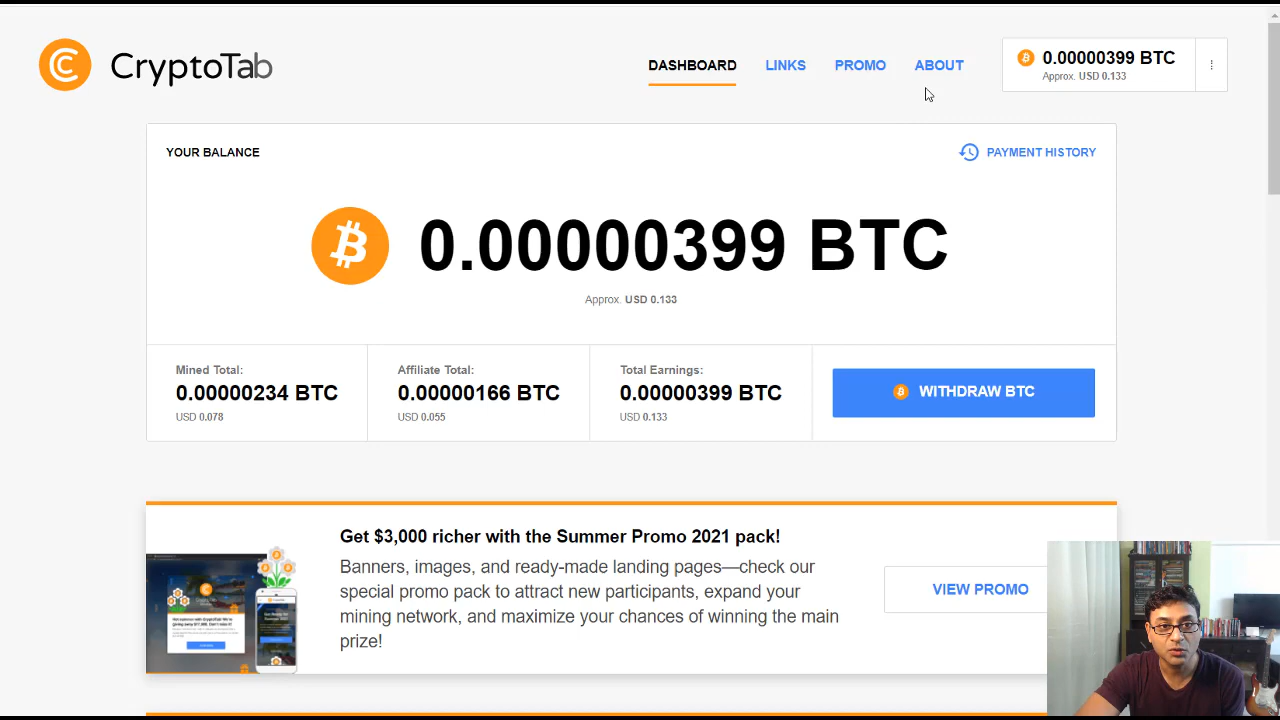 CryptoTab
DASHBOARD
LINKS
PROMO
ABOUT
0.00000399 BTC
Approx. USD 0.133
YOUR BALANCE
PAYMENT HISTORY
0.00000399 BTC
Approx. USD 0.133
Mined Total:
0.00000234 BTC
USD 0.078
Affiliate Total:
0.00000166 BTC
USD 0.055
Total Earnings:
0.00000399 BTC
USD 0.133
WITHDRAW BTC
Get $3,000 richer with the Summer Promo 2021 pack!
Banners, images, and ready-made landing pages—check our
special promo pack to attract new participants, expand your
mining network, and maximize your chances of winning the main
prize!
VIEW PROMO